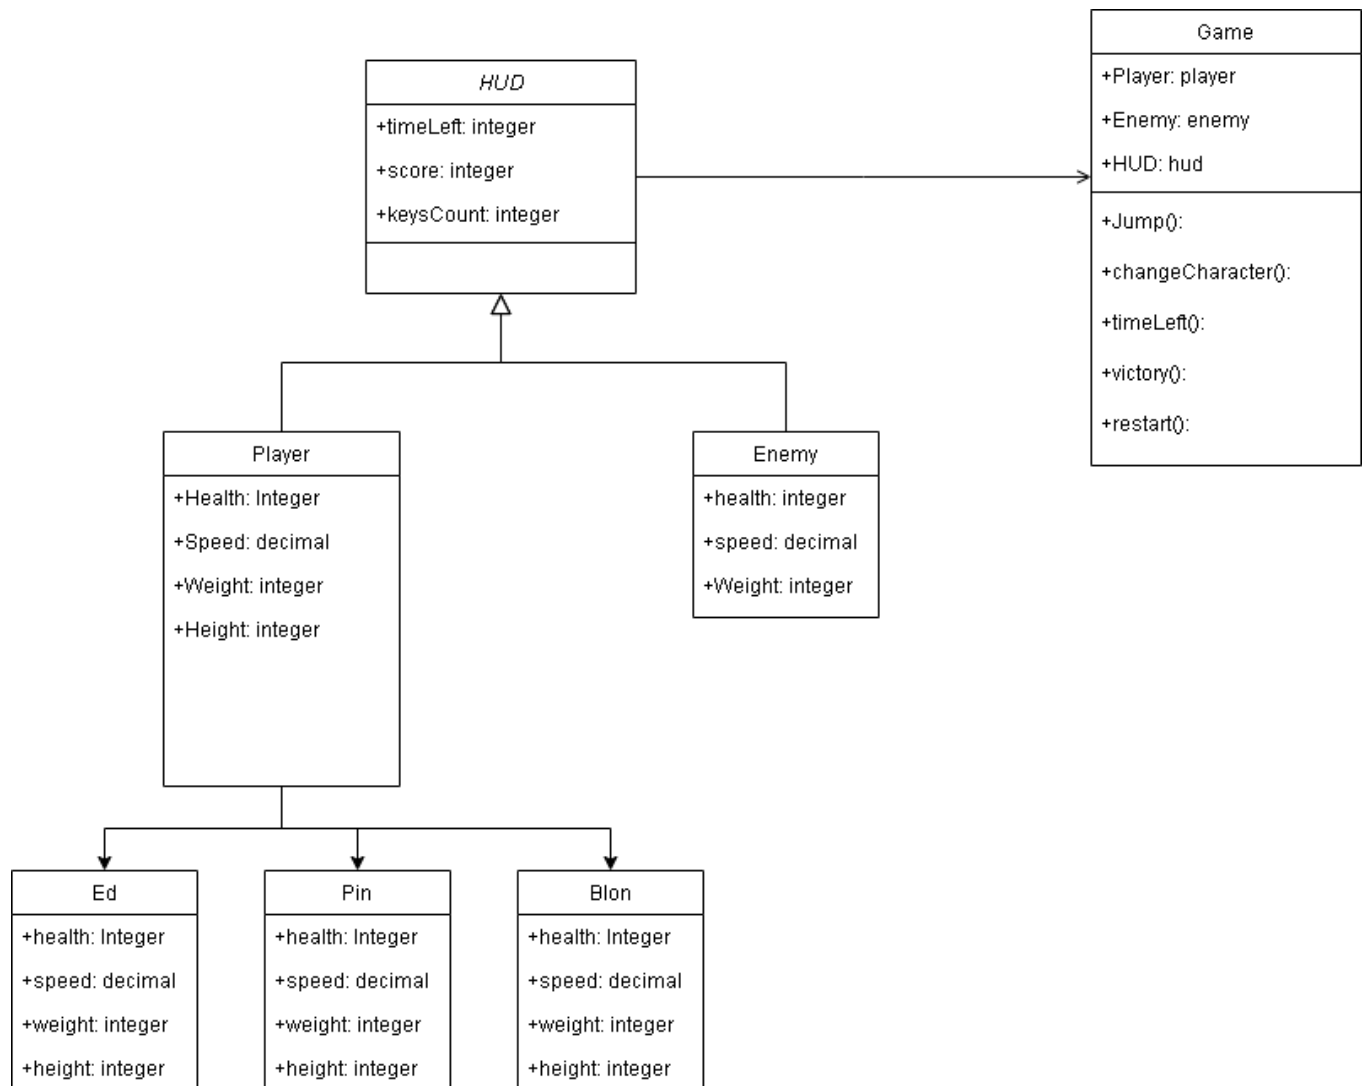 Game
+Player: player
+Enemy: enemy
+HUD: hud
+Jump():
+changeCharacter():
+timeLeft():
+victory():
+restart():
HUD
+timeLeft: integer
+score: integer
+keysCount: integer
Player
+Health: Integer
+Speed: decimal
+Weight: integer
+Height: integer
Enemy
+health: integer
+speed: decimal
+Weight: integer
Ed
+health: Integer
+speed: decimal
+weight: integer
+height: integer
Pin
+health: Integer
+speed: decimal
+weight: integer
+height: integer
Blon
+health: Integer
+speed: decimal
+weight: integer
+height: integer